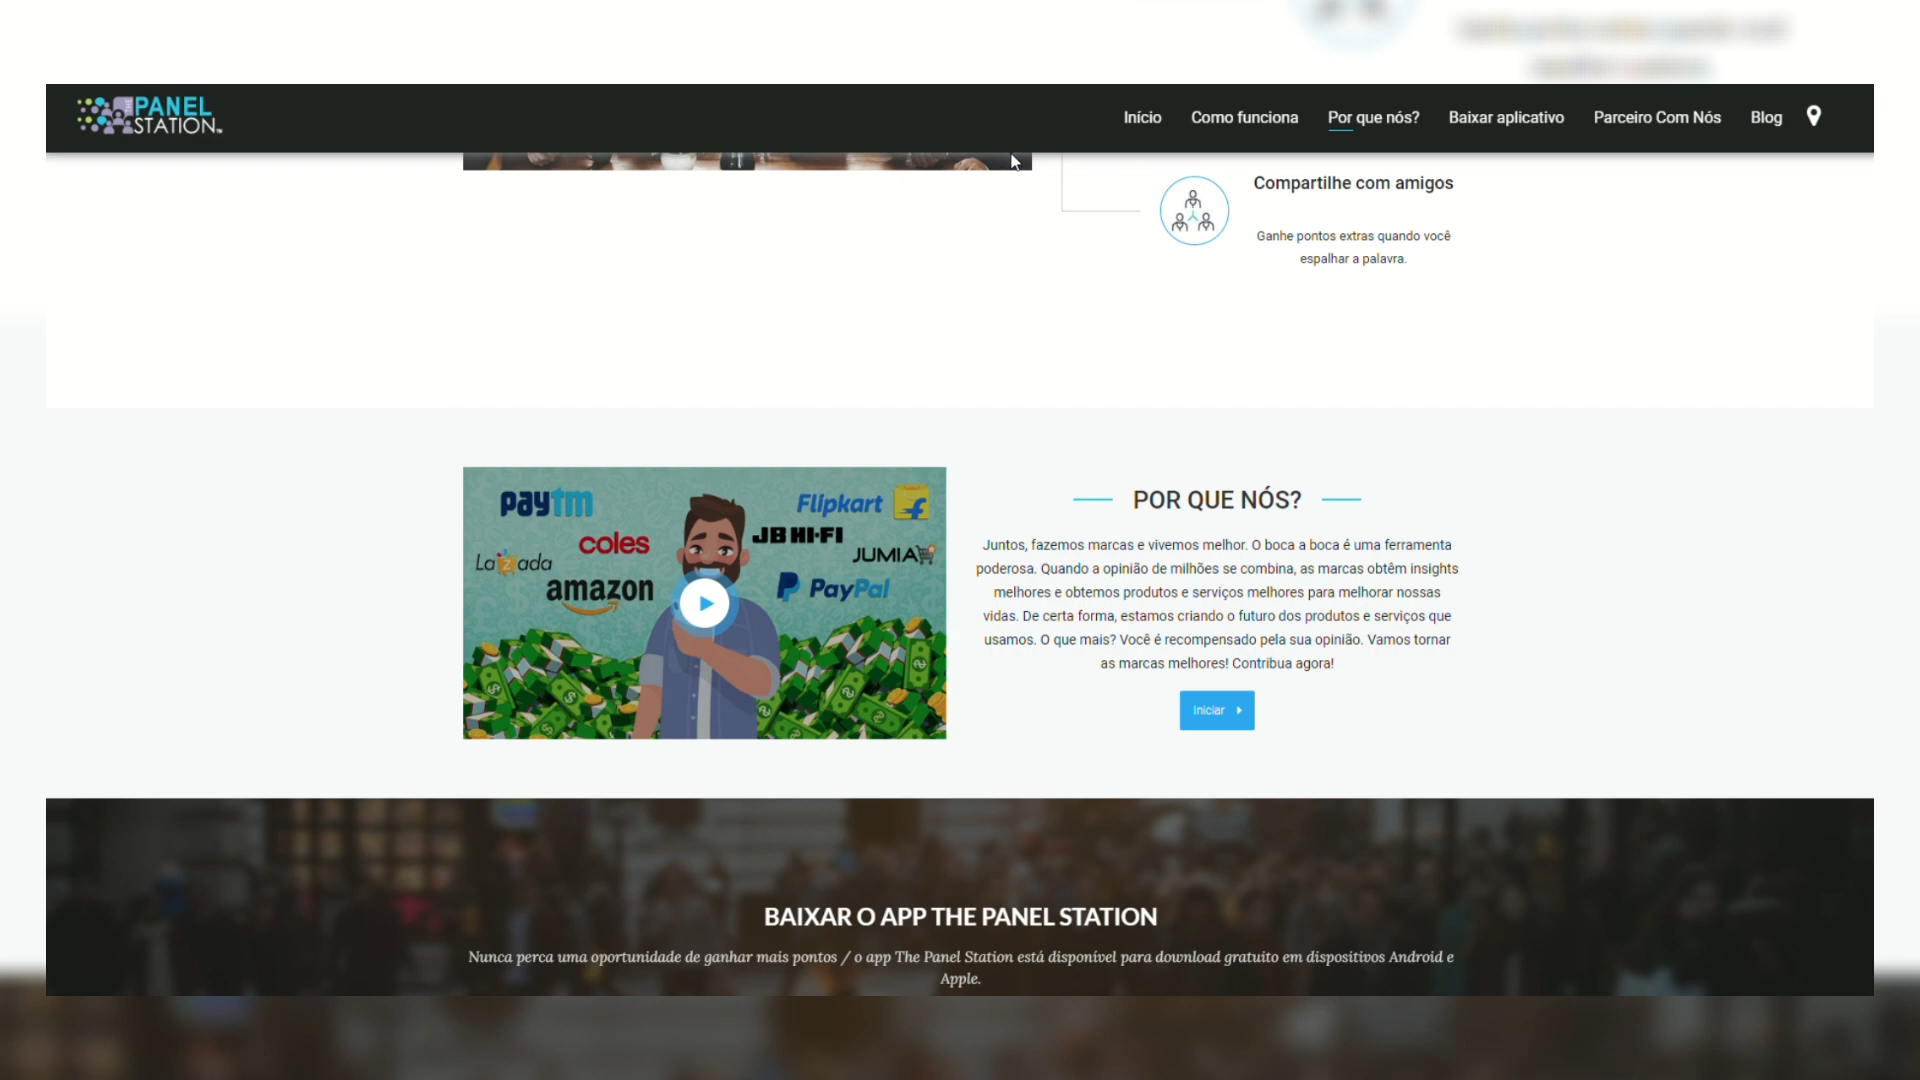 THE PANEL STATION
Início Como funciona Por que nós? Baixar aplicativo Parceiro Com Nós Blog
Compartilhe com amigos
Ganhe pontos extras quando você
espalhar a palavra.
paytm
Flipkart
coles
JB HI-FI
Lazada
JUMIA
amazon
PayPal
POR QUE NÓS?
Juntos, fazemos marcas e vivemos melhor. O boca a boca é uma ferramenta
poderosa. Quando a opinião de milhões se combina, as marcas obtêm insights
melhores e obtemos produtos e serviços melhores para melhorar nossas
vidas. De certa forma, estamos criando o futuro dos produtos e serviços que
usamos. O que mais? Você é recompensado pela sua opinião. Vamos tornar
as marcas melhores! Contribua agora!
Iniciar
BAIXAR O APP THE PANEL STATION
Nunca perca uma oportunidade de ganhar mais pontos / o app The Panel Station está disponível para download gratuito em dispositivos Android e
Apple.